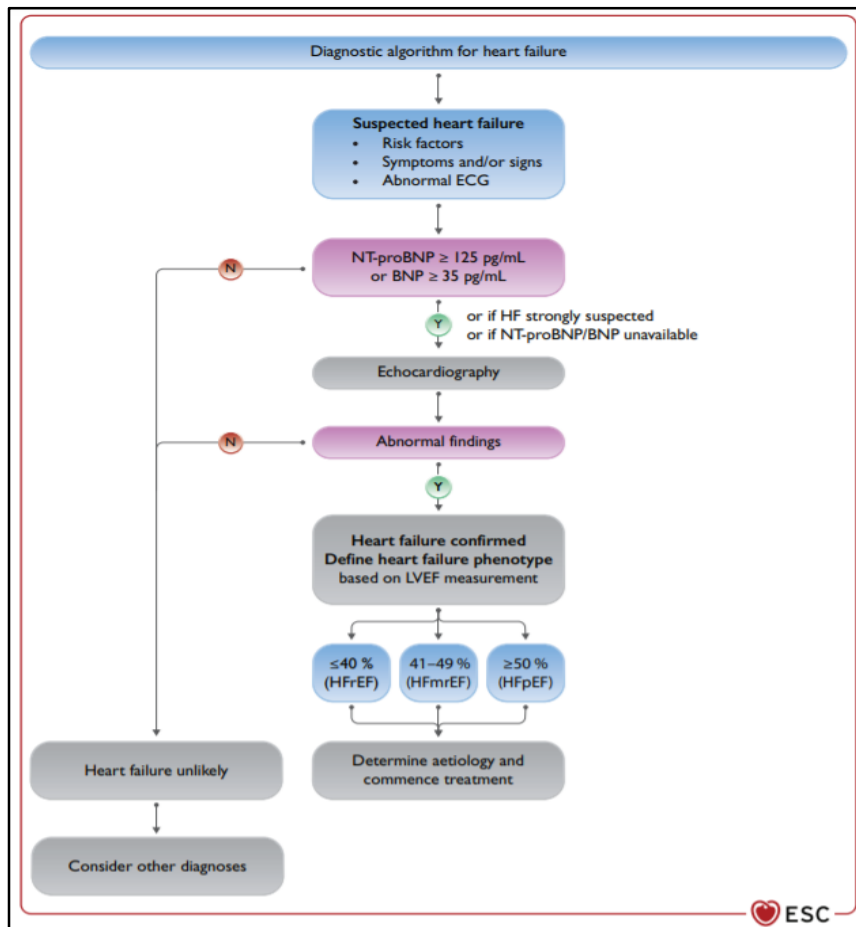 Diagnostic algorithm for heart failure
Suspected heart failure
• Risk factors
• Symptoms and/or signs
• Abnormal ECG
N
NT-proBNP ≥ 125 pg/mL
or BNP ≥ 35 pg/mL
Y
or if HF strongly suspected
or if NT-proBNP/BNP unavailable
Echocardiography
N
Abnormal findings
Y
Heart failure confirmed
Define heart failure phenotype
based on LVEF measurement
≤40 %
(HFrEF)
41–49 %
(HFmrEF)
≥50 %
(HFpEF)
Heart failure unlikely
Determine aetiology and
commence treatment
Consider other diagnoses
ESC